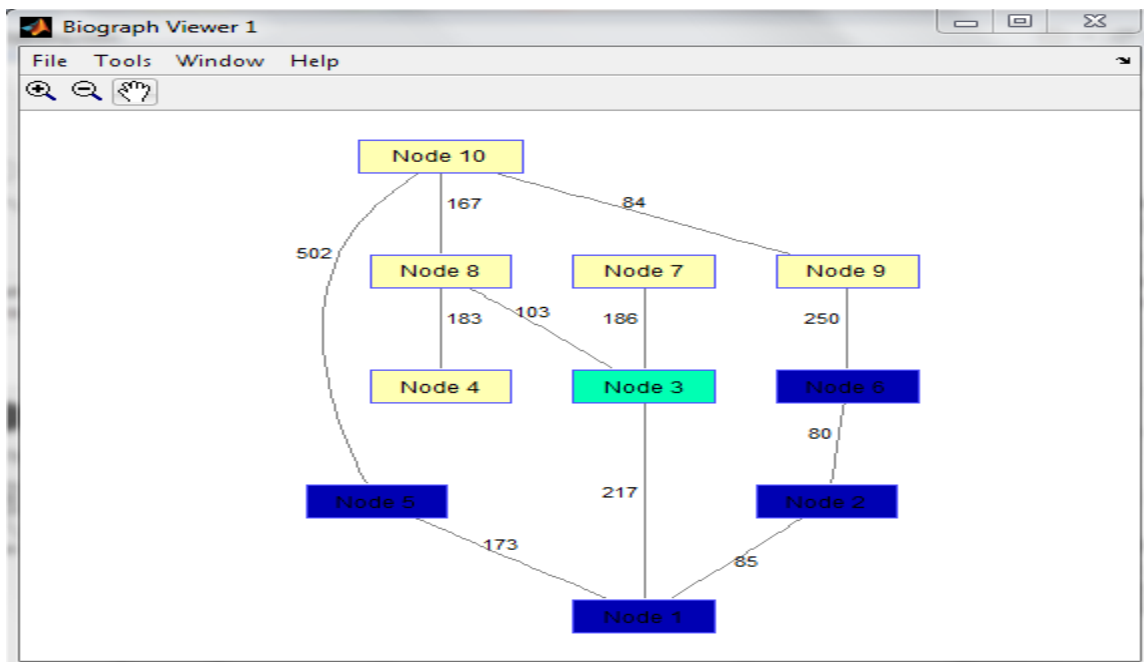 Biograph Viewer 1
File Tools Window Help
Node 10
167
84
502
Node 8
Node 7
Node 9
183
103
186
250
Node 4
Node 3
Node 6
80
217
Node 5
Node 2
173
85
Node 1